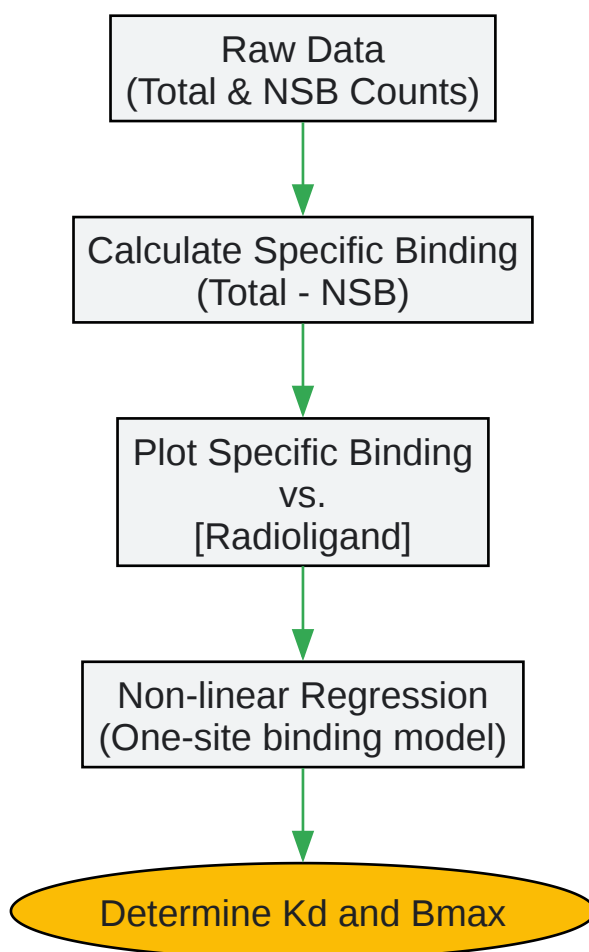 Raw Data
(Total & NSB Counts)
Calculate Specific Binding
(Total - NSB)
Plot Specific Binding
vs.
[Radioligand]
Non-linear Regression
(One-site binding model)
Determine Kd and Bmax